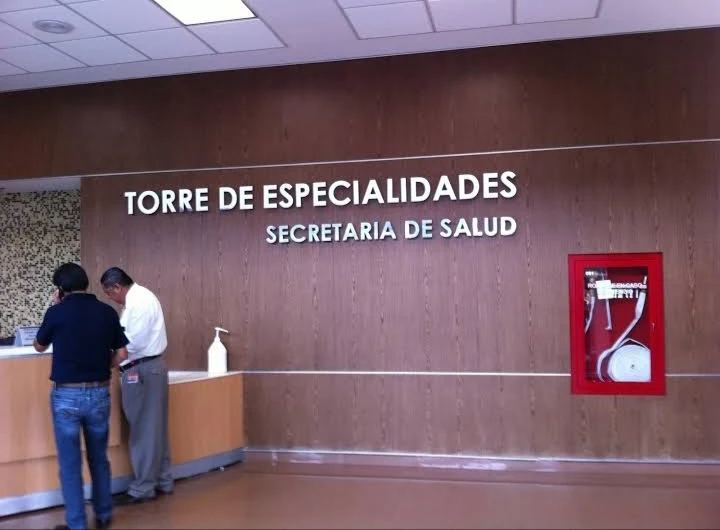 TORRE DE ESPECIALIDADES
SECRETARIA DE SALUD